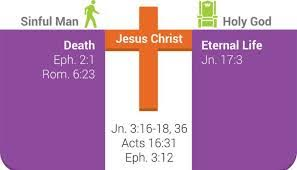 Sinful Man
Holy God
Death
Eph. 2:1
Rom. 6:23
Jesus Christ
Jn. 3:16-18, 36
Acts 16:31
Eph. 3:12
Eternal Life
Jn. 17:3